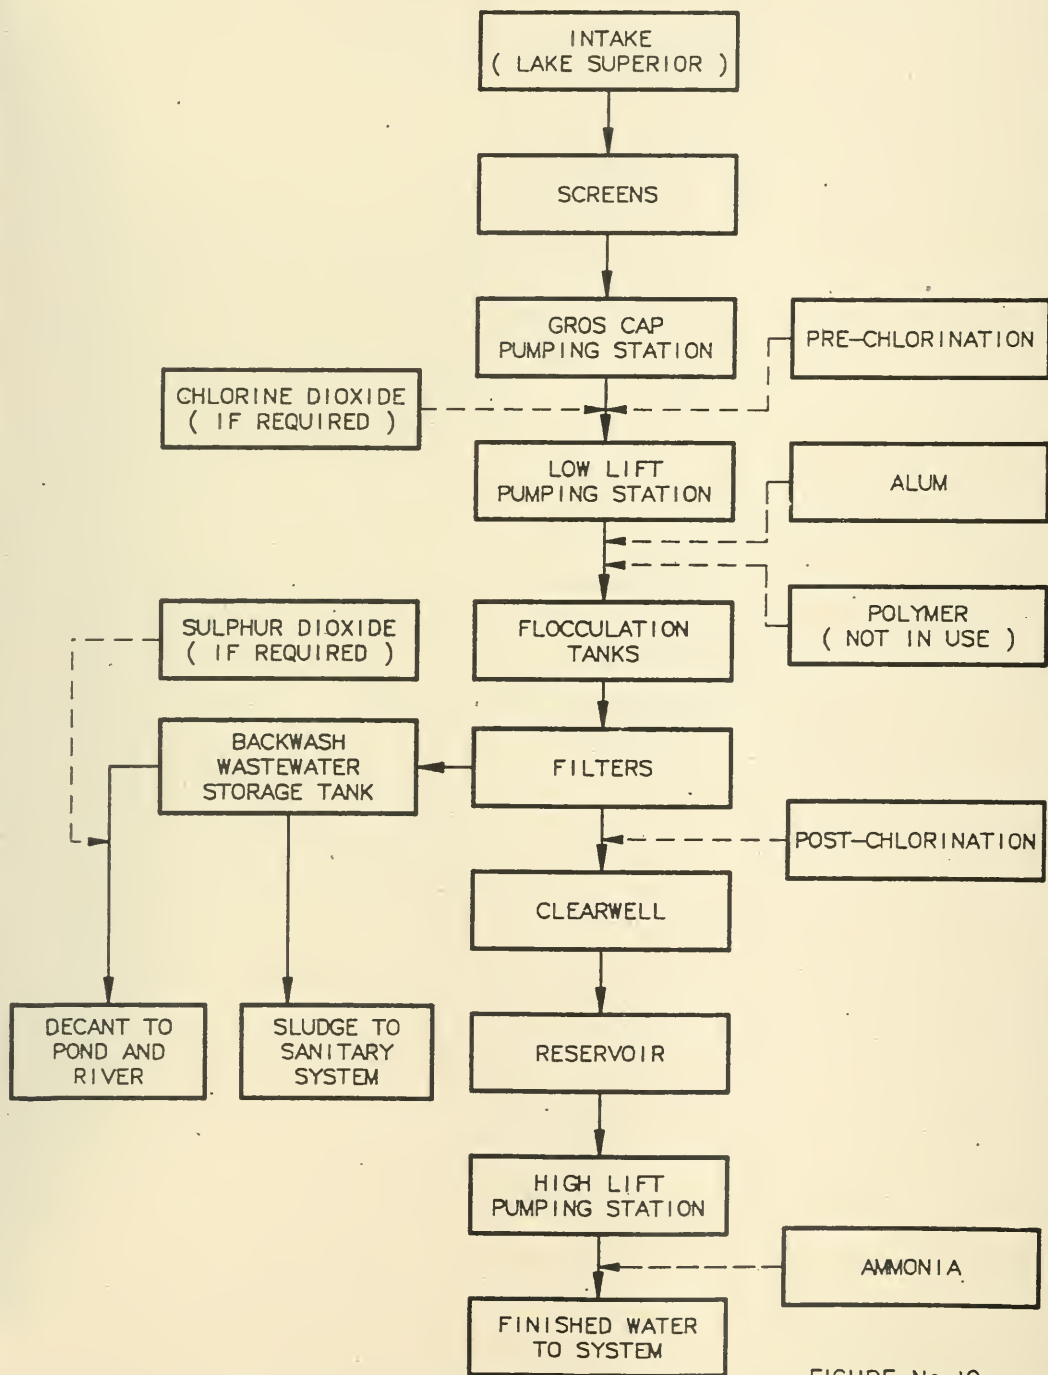 INTAKE
( LAKE SUPERIOR )
SCREENS
GROS CAP
PUMPING STATION
PRE-CHLORINATION
CHLORINE DIOXIDE
( IF REQUIRED )
LOW LIFT
PUMPING STATION
ALUM
SULPHUR DIOXIDE
( IF REQUIRED )
FLOCCULATION
TANKS
POLYMER
( NOT IN USE )
BACKWASH
WASTEWATER
STORAGE TANK
FILTERS
POST-CHLORINATION
CLEARWELL
DECANT TO
POND AND
RIVER
SLUDGE TO
SANITARY
SYSTEM
RESERVOIR
HIGH LIFT
PUMPING STATION
AMMONIA
FINISHED WATER
TO SYSTEM